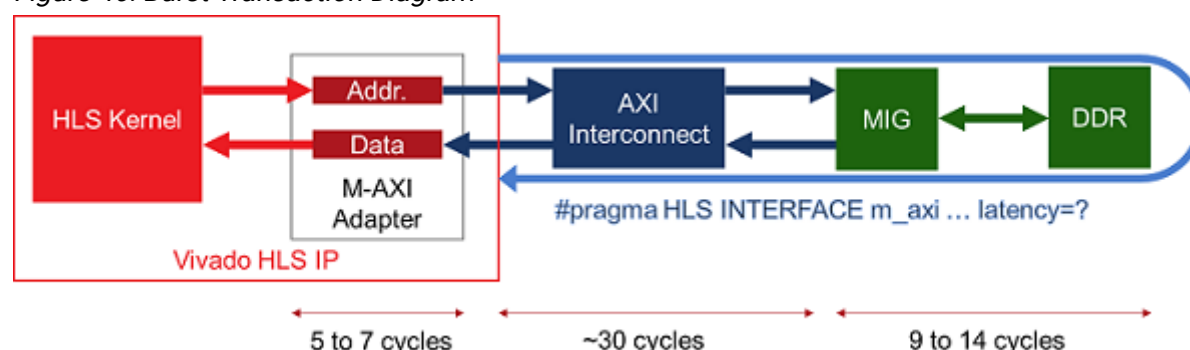 HLS Kernel
Addr.
Data
M-AXI
Adapter
Vivado HLS IP
AXI
Interconnect
MIG
DDR
#pragma HLS INTERFACE m_axi ... latency=?
5 to 7 cycles
~30 cycles
9 to 14 cycles